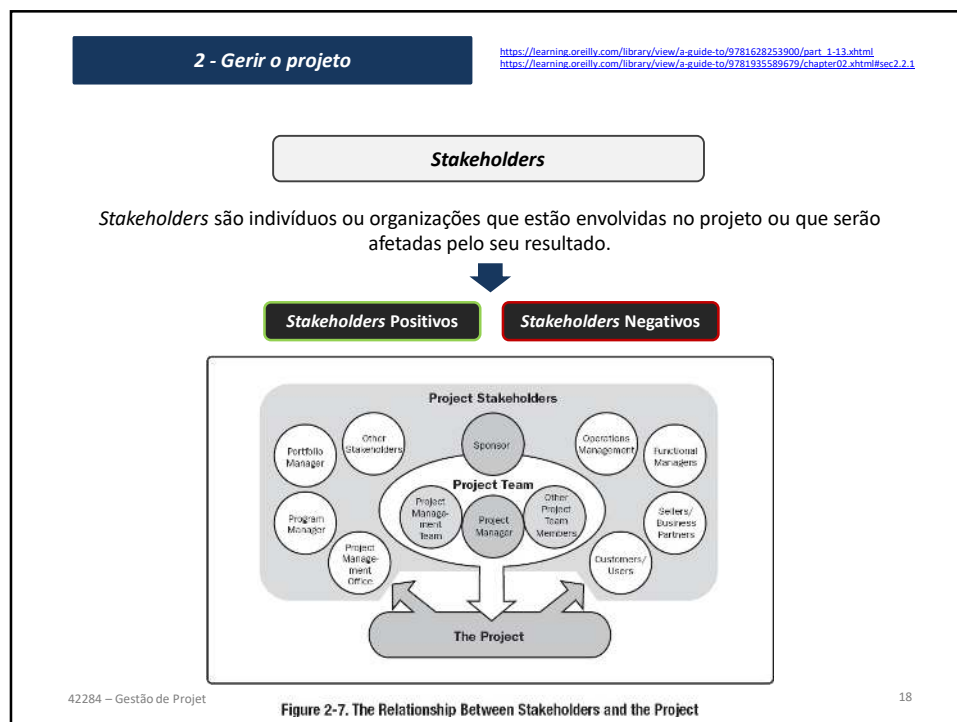 2 - Gerir o projeto
https://learning.oreilly.com/library/view/a-guide-to/9781628253900/part_1-13.xhtml
https://learning.oreilly.com/library/view/a-guide-to/9781935589679/chapter02.xhtml#sec2.2.1
Stakeholders
Stakeholders são indivíduos ou organizações que estão envolvidas no projeto ou que serão
afetadas pelo seu resultado.
Stakeholders Positivos
Stakeholders Negativos
Project Stakeholders
Portfolio
Manager
Other
Stakeholders
Sponsor
Operations
Management
Functional
Managers
Project Team
Project
Manage-
ment
Team
Project
Manager
Other
Project
Team
Members
Program
Manager
Sellers/
Business
Partners
Project
Manage-
ment
Office
Customers/
Users
The Project
42284 – Gestão de Projet
18
Figure 2-7. The Relationship Between Stakeholders and the Project